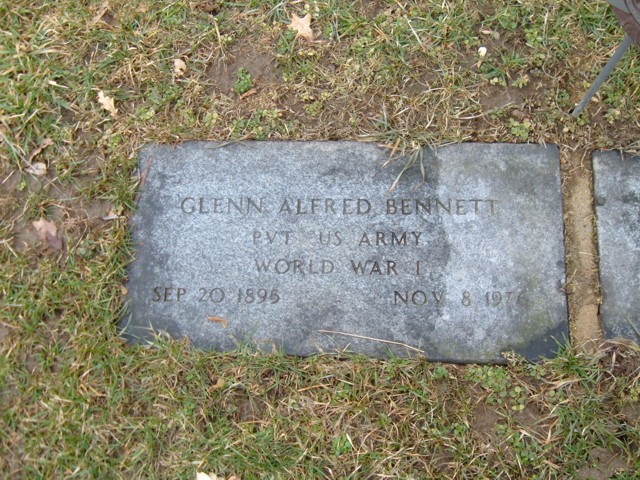 GLENN ALFRED BENNETT
PVT US ARMY
WORLD WAR I
SEP 20 1895 NOV 8